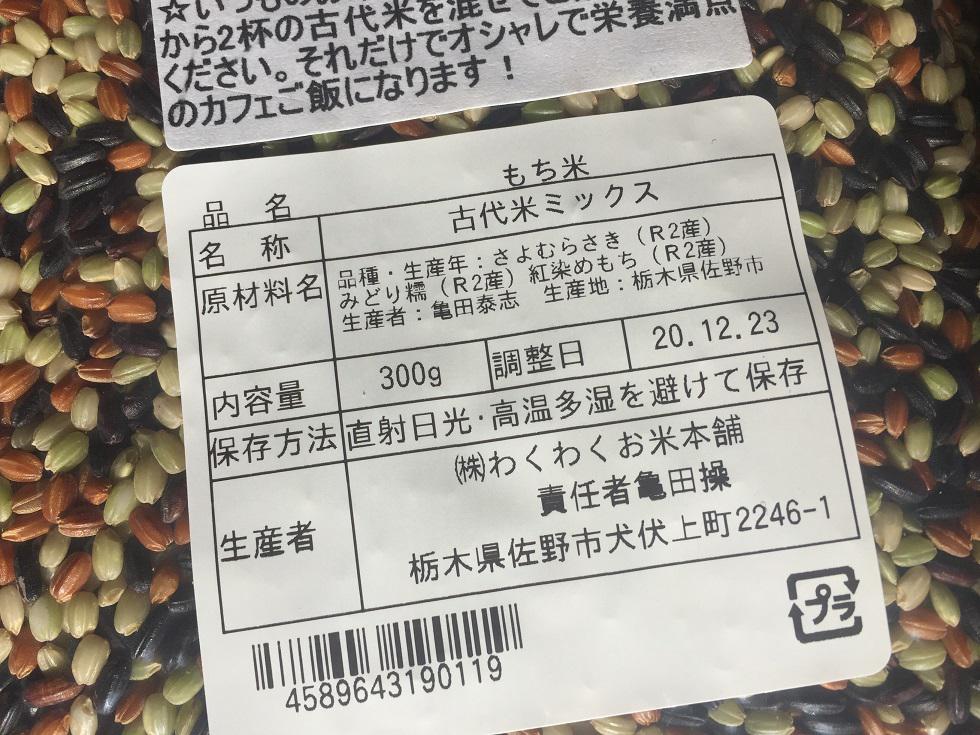 ☆いつものお
から2杯の古代米を混ぜて
ください。それだけでオシャレで栄養満点
のカフェご飯になります！
品 名 もち米
名 称 古代米ミックス
原材料名 品種・生産年：さよむらさき（R2産）
みどり糯（R2産）紅染めもち（R2産）
生産者：亀田泰志 生産地：栃木県佐野市
内容量 300g 調整日 20.12.23
保存方法 直射日光・高温多湿を避けて保存
生産者 ㈱わくわくお米本舗
責任者亀田操
栃木県佐野市犬伏上町2246-1
プラ
4589643190119